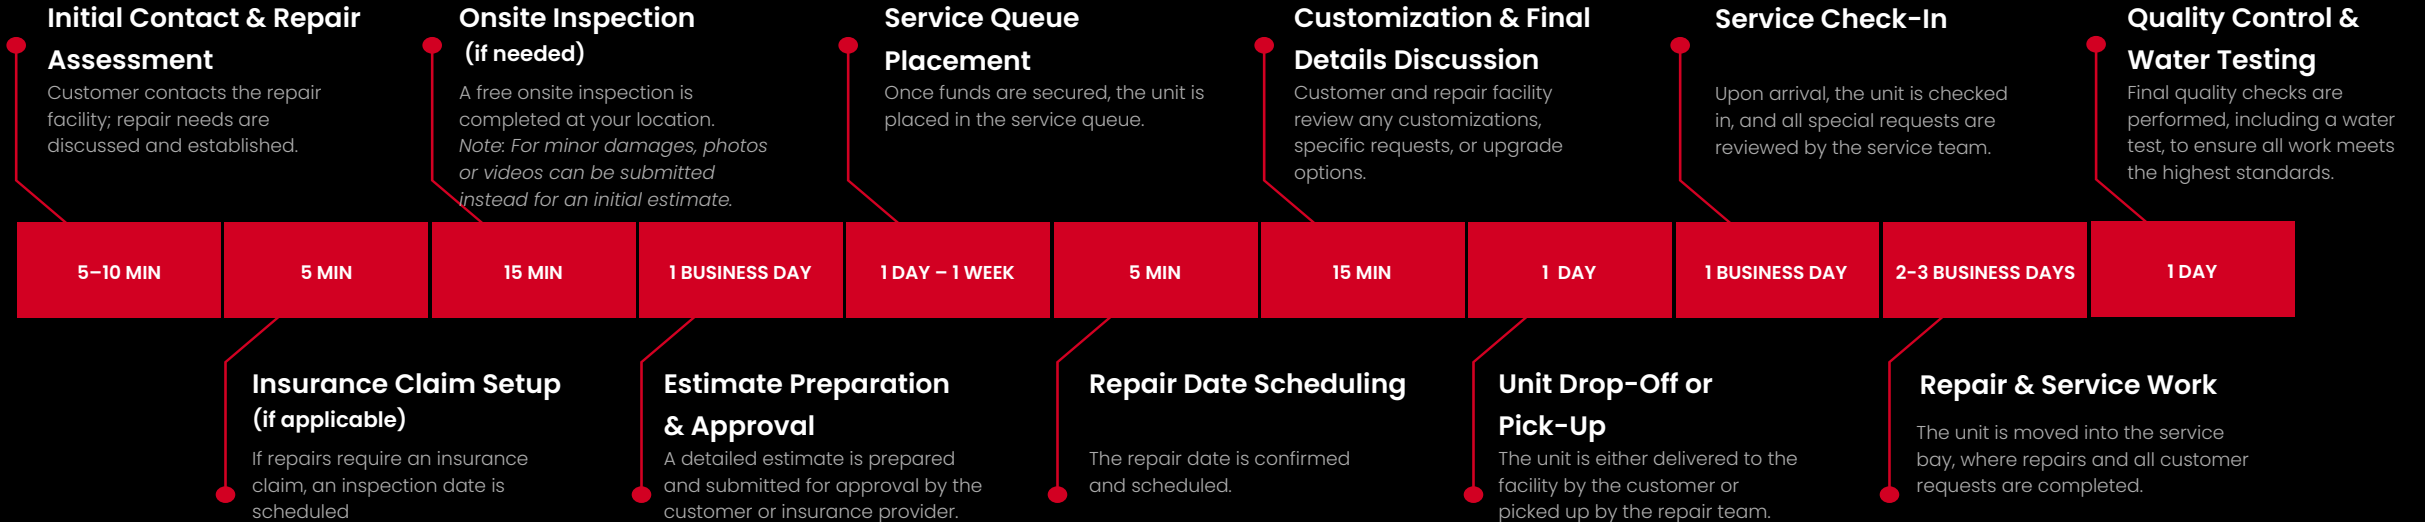 Initial Contact & Repair
Assessment
Customer contacts the repair
facility; repair needs are
discussed and established.
Onsite Inspection
(if needed)
A free onsite inspection is
completed at your location.
Note: For minor damages, photos
or videos can be submitted
instead for an initial estimate.
Service Queue
Placement
Once funds are secured, the unit is
placed in the service queue.
Customization & Final
Details Discussion
Customer and repair facility
review any customizations,
specific requests, or upgrade
options.
Service Check-In
Upon arrival, the unit is checked
in, and all special requests are
reviewed by the service team.
Quality Control &
Water Testing
Final quality checks are
performed, including a water
test, to ensure all work meets
the highest standards.
5–10 MIN
5 MIN
15 MIN
1 BUSINESS DAY
1 DAY – 1 WEEK
5 MIN
15 MIN
1 DAY
1 BUSINESS DAY
2-3 BUSINESS DAYS
1 DAY
Insurance Claim Setup
(if applicable)
If repairs require an insurance
claim, an inspection date is
scheduled
Estimate Preparation
& Approval
A detailed estimate is prepared
and submitted for approval by the
customer or insurance provider.
Repair Date Scheduling
The repair date is confirmed
and scheduled.
Unit Drop-Off or
Pick-Up
The unit is either delivered to the
facility by the customer or
picked up by the repair team.
Repair & Service Work
The unit is moved into the service
bay, where repairs and all customer
requests are completed.